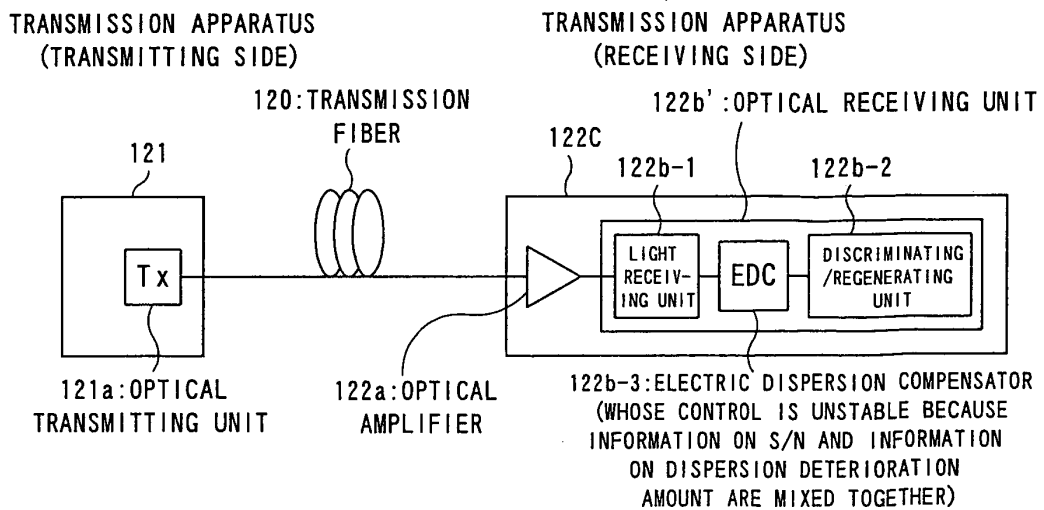 TRANSMISSION APPARATUS
(TRANSMITTING SIDE)
TRANSMISSION APPARATUS
(RECEIVING SIDE)
120:TRANSMISSION
FIBER
122b':OPTICAL RECEIVING UNIT
121
122C
122b-1
122b-2
Tx
LIGHT
RECEIV-
ING UNIT
EDC
DISCRIMINATING
/REGENERATING
UNIT
121a:OPTICAL
TRANSMITTING UNIT
122a:OPTICAL
AMPLIFIER
122b-3:ELECTRIC DISPERSION COMPENSATOR
(WHOSE CONTROL IS UNSTABLE BECAUSE
INFORMATION ON S/N AND INFORMATION
ON DISPERSION DETERIORATION
AMOUNT ARE MIXED TOGETHER)